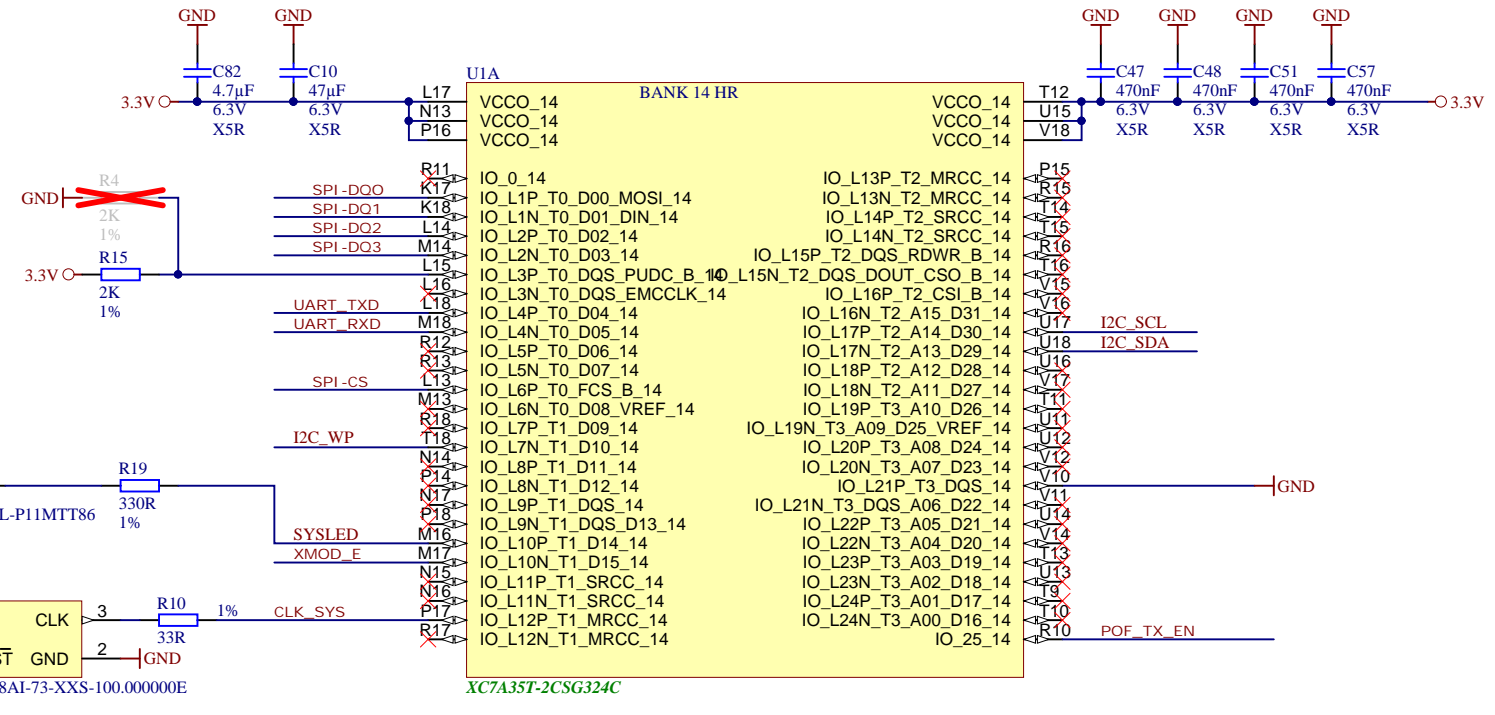 GND GND GND GND GND GND
C82 C10 C47 C48 C51 C57
4.7µF 47µF 470nF 470nF 470nF 470nF
6.3V 6.3V 6.3V 6.3V 6.3V 6.3V
X5R X5R X5R X5R X5R X5R
3.3V 3.3V
U1A
BANK 14 HR
L17 VCCO_14 VCCO_14 T12
N13 VCCO_14 VCCO_14 U15
P16 VCCO_14 VCCO_14 V18
R11 IO_0_14 IO_L13P_T2_MRCC_14 P15
SPI-DQ0 K17 IO_L1P_T0_D00_MOSI_14 IO_L13N_T2_MRCC_14 R15
SPI-DQ1 K18 IO_L1N_T0_D01_DIN_14 IO_L14P_T2_SRCC_14 T14
SPI-DQ2 L14 IO_L2P_T0_D02_14 IO_L14N_T2_SRCC_14 T15
SPI-DQ3 M14 IO_L2N_T0_D03_14 IO_L15P_T2_DQS_RDWR_B_14 R16
L15 IO_L3P_T0_DQS_PUDC_B_14 IO_L15N_T2_DQS_DOUT_CSO_B_14 T16
L16 IO_L3N_T0_DQS_EMCCLK_14 IO_L16P_T2_CSI_B_14 V15
UART_TXD L18 IO_L4P_T0_D04_14 IO_L16N_T2_A15_D31_14 V16
UART_RXD M18 IO_L4N_T0_D05_14 IO_L17P_T2_A14_D30_14 U17 I2C_SCL
R12 IO_L5P_T0_D06_14 IO_L17N_T2_A13_D29_14 U18 I2C_SDA
R13 IO_L5N_T0_D07_14 IO_L18P_T2_A12_D28_14 U16
SPI-CS L13 IO_L6P_T0_FCS_B_14 IO_L18N_T2_A11_D27_14 V17
M13 IO_L6N_T0_D08_VREF_14 IO_L19P_T3_A10_D26_14 T11
R18 IO_L7P_T1_D09_14 IO_L19N_T3_A09_D25_VREF_14 U11
I2C_WP T18 IO_L7N_T1_D10_14 IO_L20P_T3_A08_D24_14 U12
N14 IO_L8P_T1_D11_14 IO_L20N_T3_A07_D23_14 V12
P14 IO_L8N_T1_D12_14 IO_L21P_T3_DQS_14 V10 GND
N17 IO_L9P_T1_DQS_14 IO_L21N_T3_DQS_A06_D22_14 V11
P18 IO_L9N_T1_DQS_D13_14 IO_L22P_T3_A05_D21_14 U14
SYSLED M16 IO_L10P_T1_D14_14 IO_L22N_T3_A04_D20_14 V14
XMOD_E M17 IO_L10N_T1_D15_14 IO_L23P_T3_A03_D19_14 T13
N15 IO_L11P_T1_SRCC_14 IO_L23N_T3_A02_D18_14 U13
N16 IO_L11N_T1_SRCC_14 IO_L24P_T3_A01_D17_14 T9
CLK_SYS P17 IO_L12P_T1_MRCC_14 IO_L24N_T3_A00_D16_14 T10
R17 IO_L12N_T1_MRCC_14 IO_25_14 R10 POF_TX_EN
XC7A35T-2CSG324C
R4
GND
2K
1%
R15
3.3V
2K
1%
R19
330R
1%
L-P11MTT86
R10
CLK 3 1%
33R
ST GND 2 GND
8AI-73-XXS-100.000000E